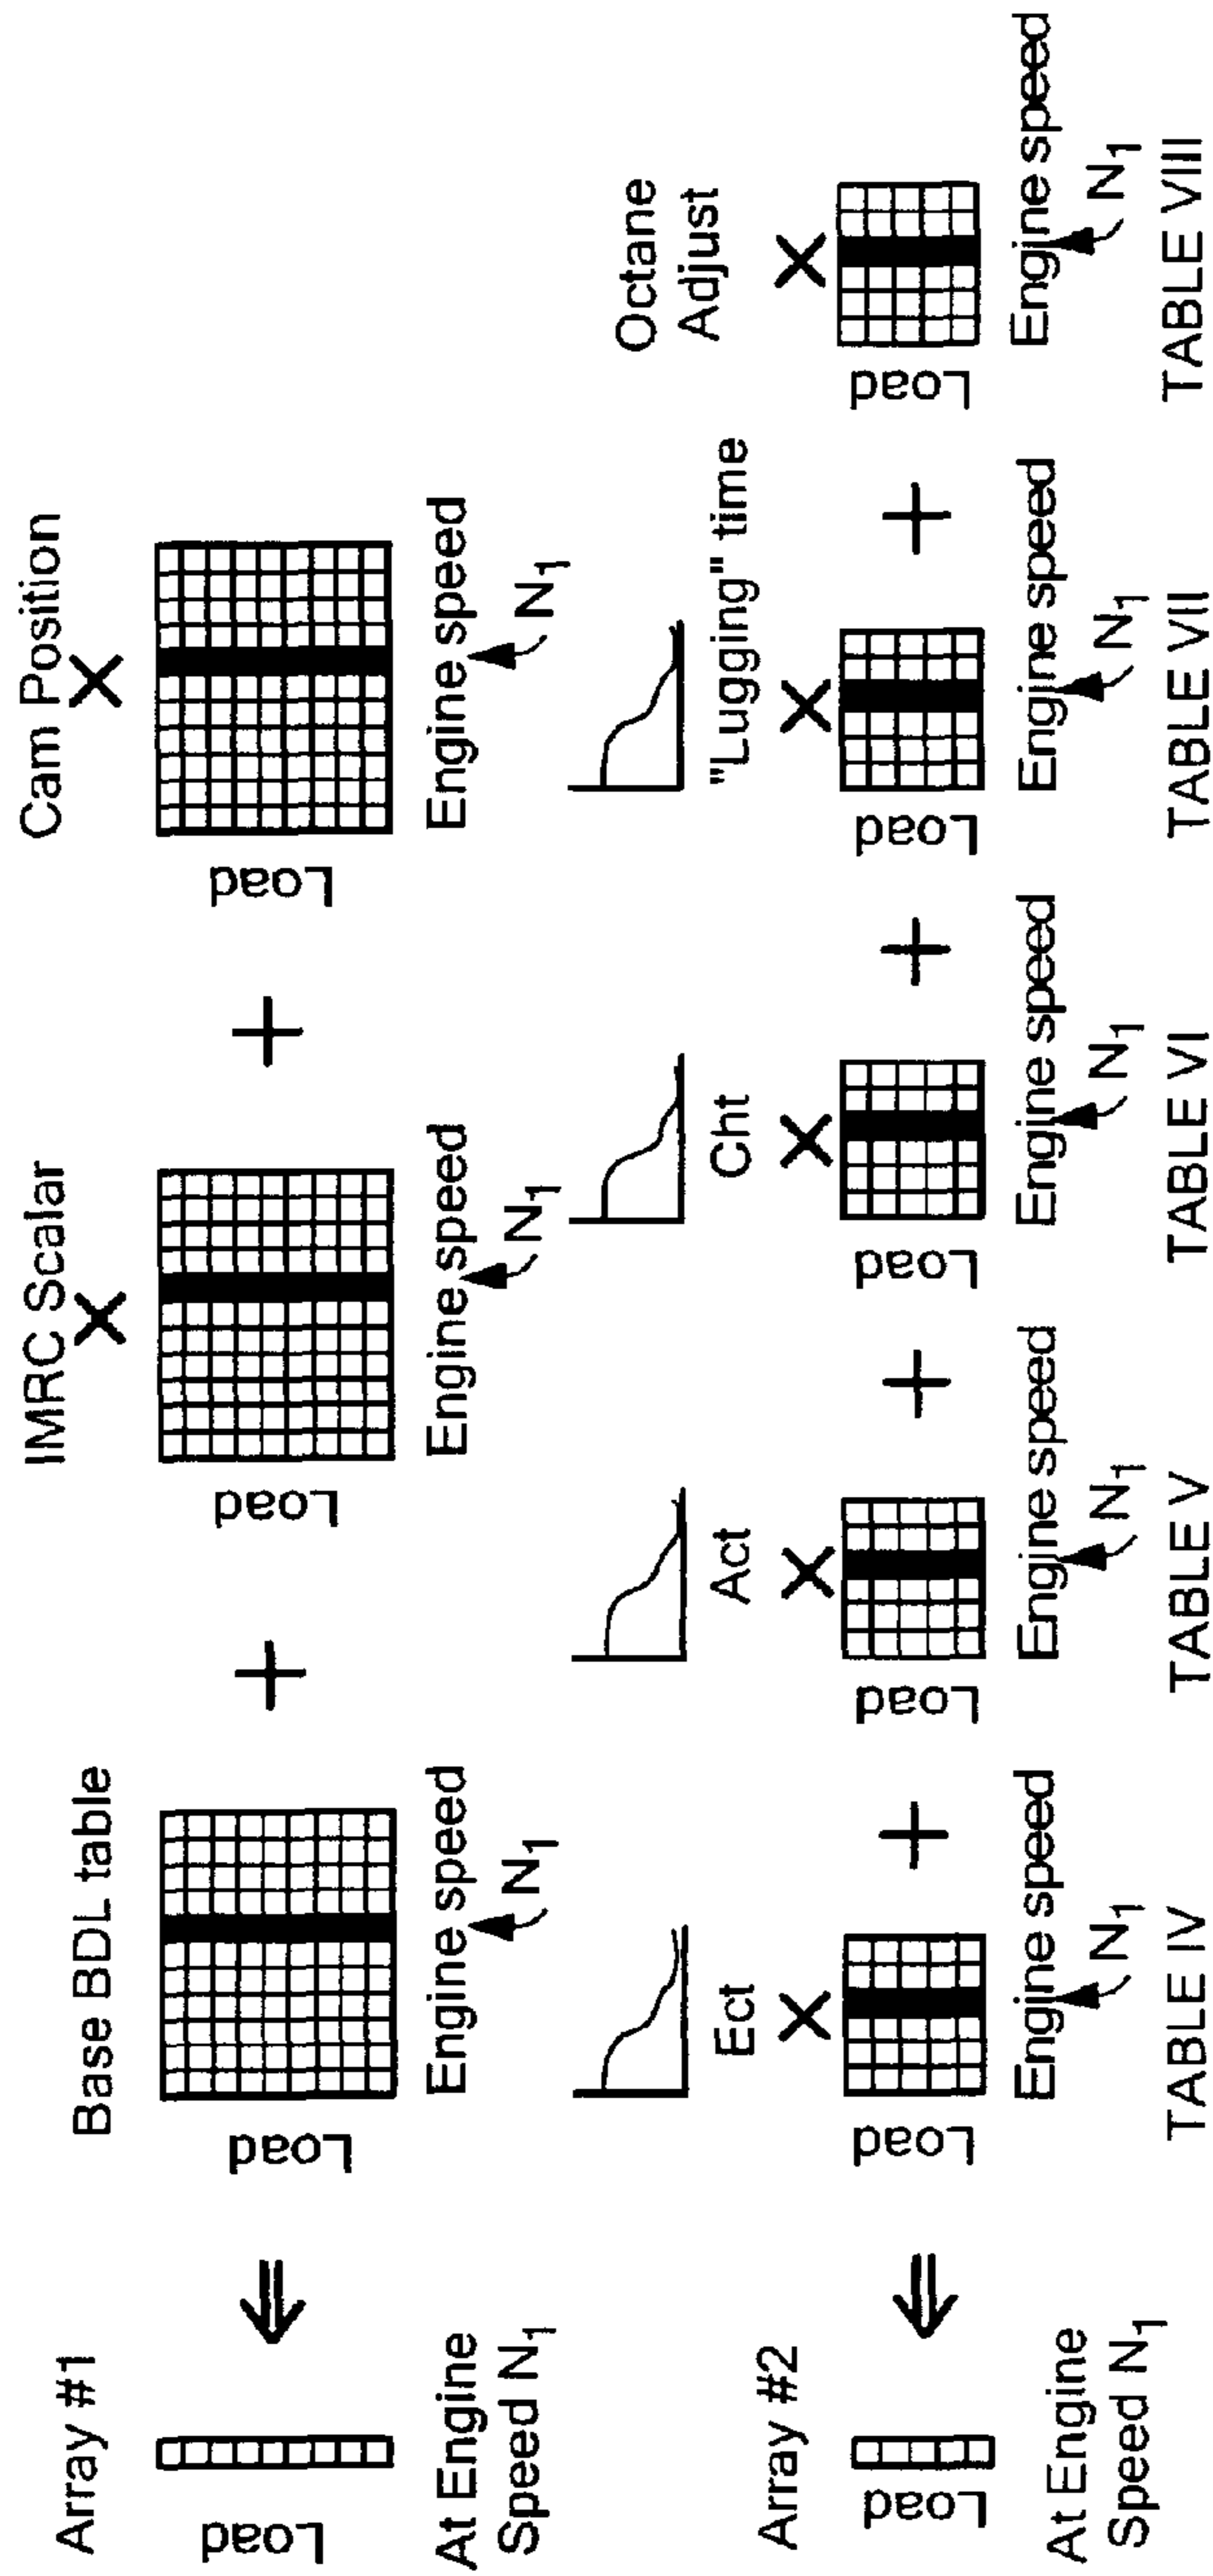 Array #1
Load
At Engine
Speed N1
Base BDL table
Load
Engine speed
N1
+
IMRC Scalar
X
Load
Engine speed
N1
+
Cam Position
X
Load
Engine speed
N1
Array #2
Load
At Engine
Speed N1
Ect
X
Load
Engine speed
N1
TABLE IV
+
Act
X
Load
Engine speed
N1
TABLE V
+
Cht
X
Load
Engine speed
N1
TABLE VI
+
"Lugging" time
X
Load
Engine speed
N1
TABLE VII
+
Octane
Adjust
X
Load
Engine speed
N1
TABLE VIII